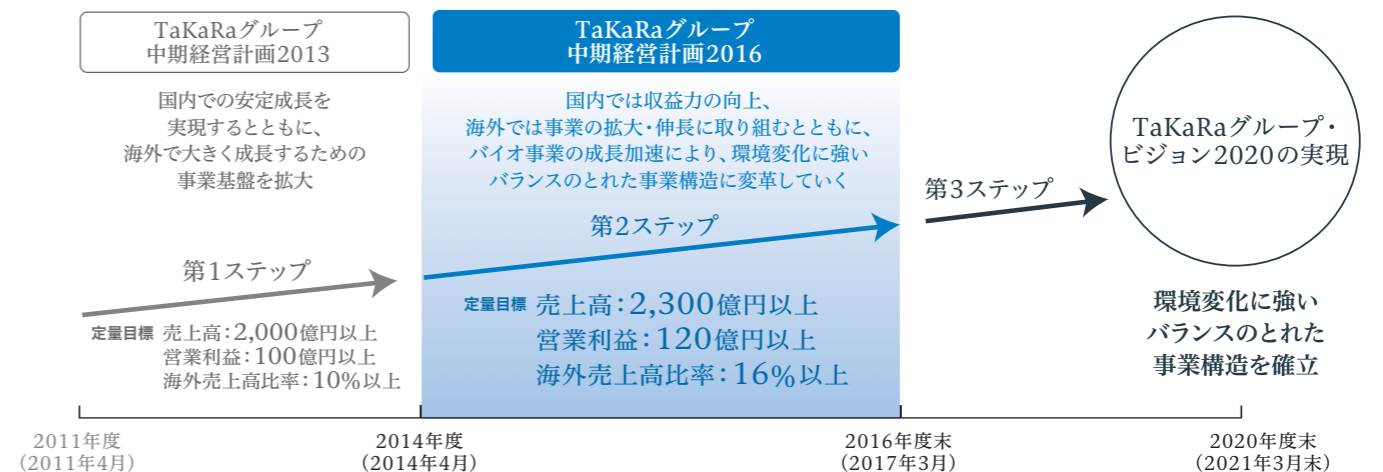 TaKaRaグループ
中期経営計画2013
国内での安定成長を
実現するとともに、
海外で大きく成長するための
事業基盤を拡大
第1ステップ
定量目標 売上高：2,000億円以上
営業利益：100億円以上
海外売上高比率：10%以上
TaKaRaグループ
中期経営計画2016
国内では収益力の向上、
海外では事業の拡大・伸長に取り組むとともに、
バイオ事業の成長加速により、環境変化に強い
バランスのとれた事業構造に変革していく
第2ステップ
定量目標 売上高：2,300億円以上
営業利益：120億円以上
海外売上高比率：16%以上
第3ステップ
TaKaRaグループ・
ビジョン2020の実現
環境変化に強い
バランスのとれた
事業構造を確立
2011年度
（2011年4月）
2014年度
（2014年4月）
2016年度末
（2017年3月）
2020年度末
（2021年3月末）